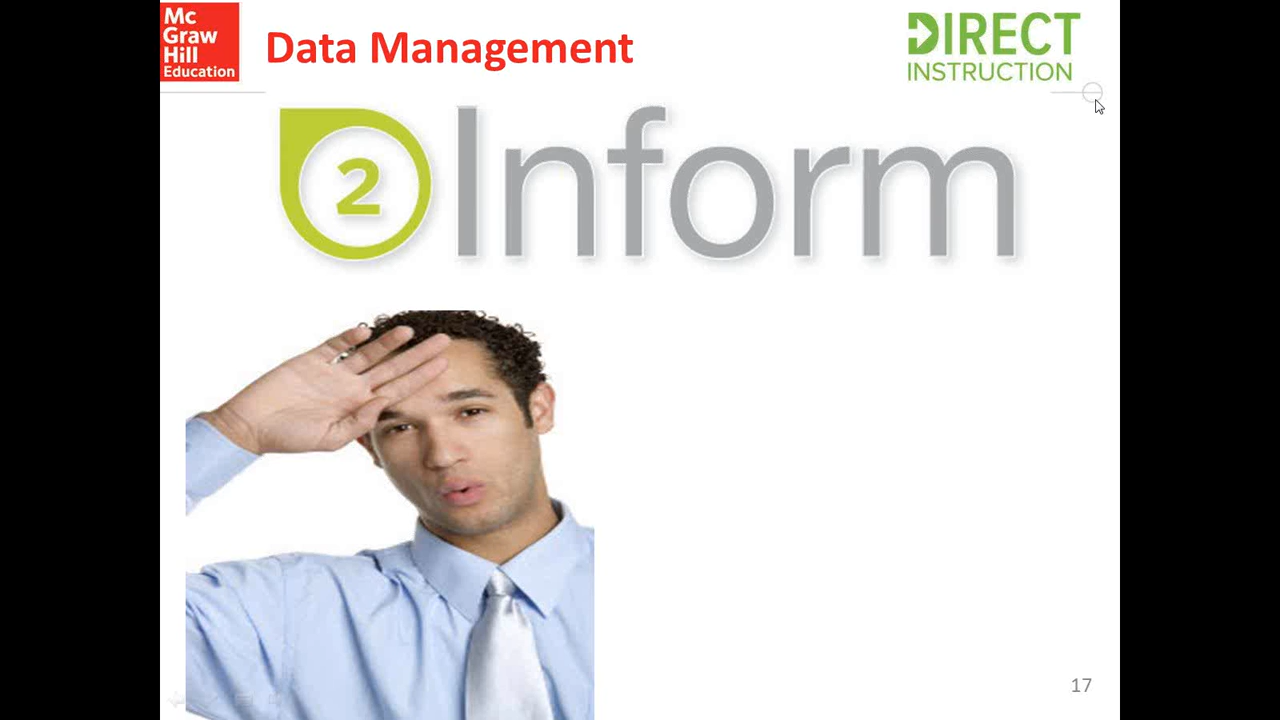 Mc
Graw
Hill
Education
Data Management
DIRECT
INSTRUCTION
2 Inform
17